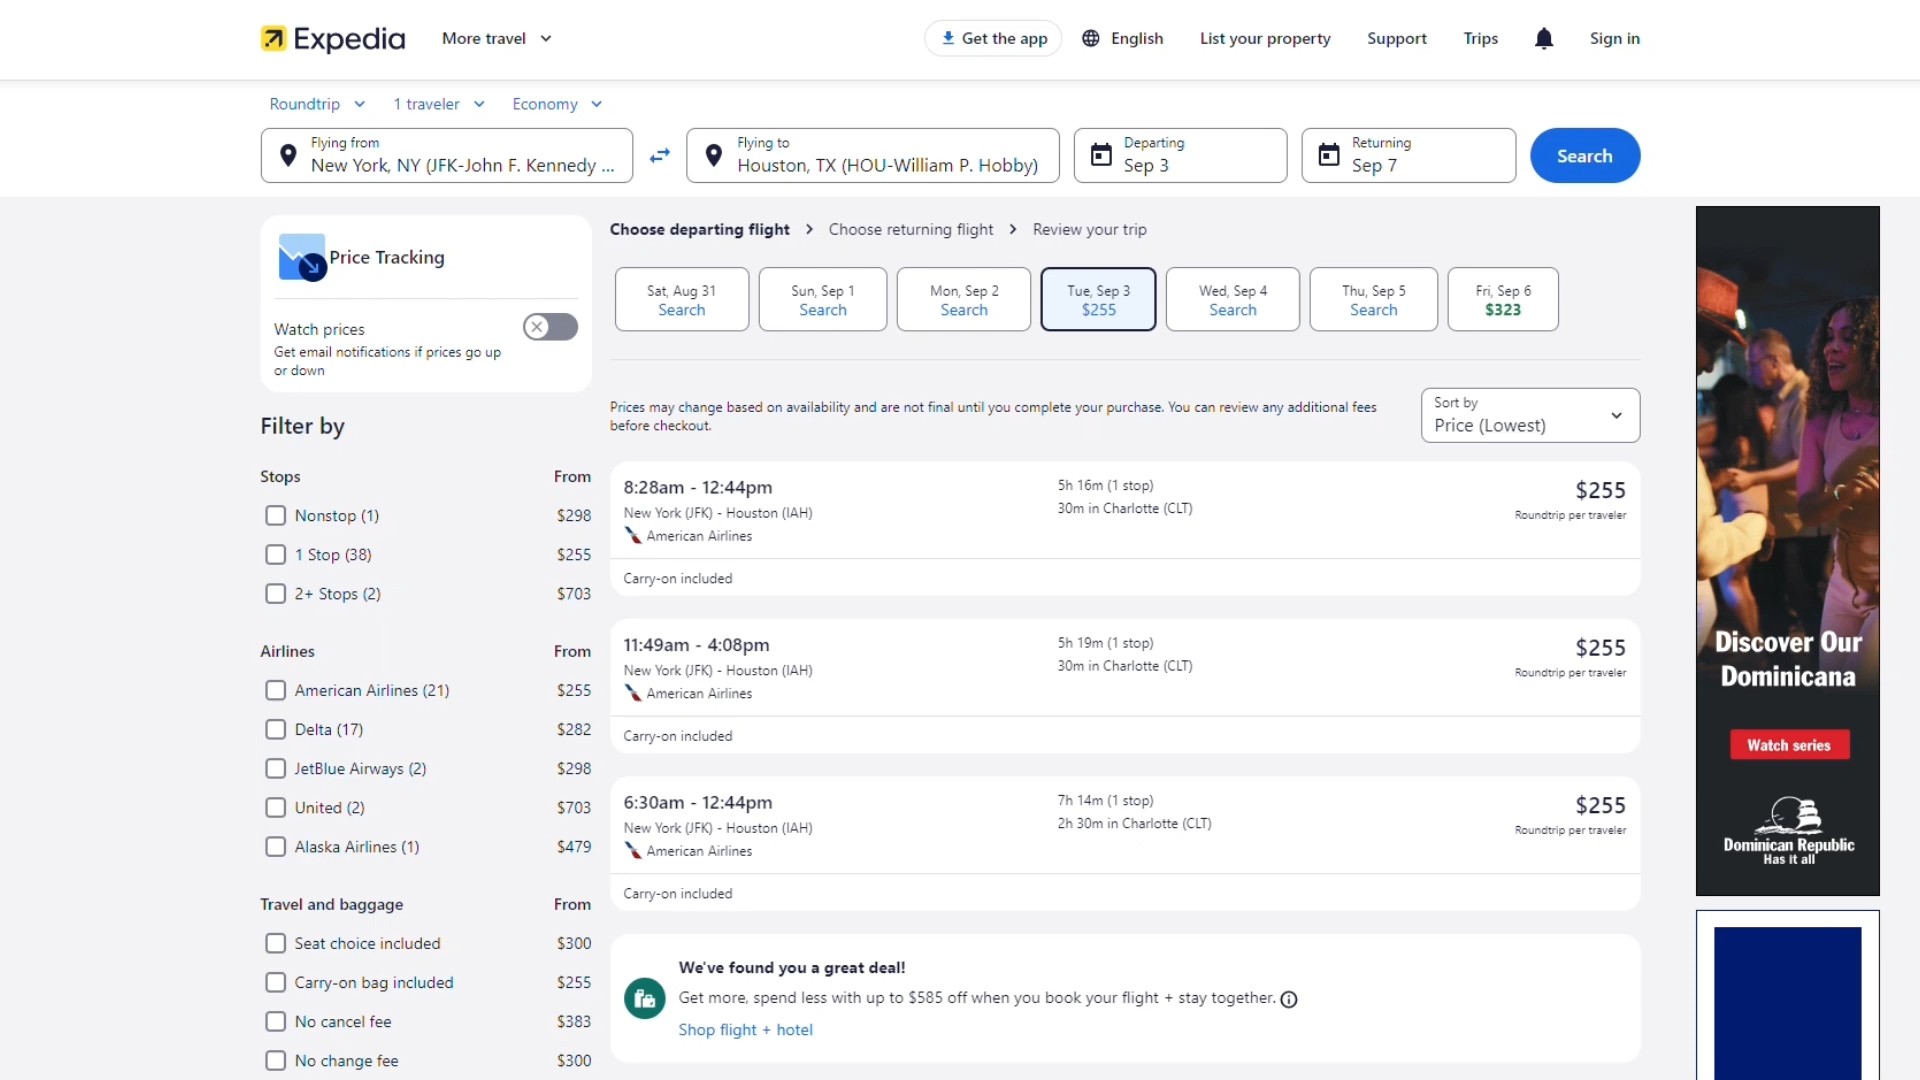 Expedia
More travel
Get the app
English
List your property
Support
Trips
Sign in
Roundtrip
1 traveler
Economy
Flying from
New York, NY (JFK-John F. Kennedy ...
Flying to
Houston, TX (HOU-William P. Hobby)
Departing
Sep 3
Returning
Sep 7
Search
Price Tracking
Watch prices
Get email notifications if prices go up
or down
Filter by
Stops From
Nonstop (1) $298
1 Stop (38) $255
2+ Stops (2) $703
Airlines From
American Airlines (21) $255
Delta (17) $282
JetBlue Airways (2) $298
United (2) $703
Alaska Airlines (1) $479
Travel and baggage From
Seat choice included $300
Carry-on bag included $255
No cancel fee $383
No change fee $300
Choose departing flight
Choose returning flight
Review your trip
Sat, Aug 31
Search
Sun, Sep 1
Search
Mon, Sep 2
Search
Tue, Sep 3
$255
Wed, Sep 4
Search
Thu, Sep 5
Search
Fri, Sep 6
$323
Prices may change based on availability and are not final until you complete your purchase. You can review any additional fees
before checkout.
Sort by
Price (Lowest)
8:28am - 12:44pm
New York (JFK) - Houston (IAH)
American Airlines
5h 16m (1 stop)
30m in Charlotte (CLT)
$255
Roundtrip per traveler
Carry-on included
11:49am - 4:08pm
New York (JFK) - Houston (IAH)
American Airlines
5h 19m (1 stop)
30m in Charlotte (CLT)
$255
Roundtrip per traveler
Carry-on included
6:30am - 12:44pm
New York (JFK) - Houston (IAH)
American Airlines
7h 14m (1 stop)
2h 30m in Charlotte (CLT)
$255
Roundtrip per traveler
Carry-on included
We've found you a great deal!
Get more, spend less with up to $585 off when you book your flight + stay together.
Shop flight + hotel
Discover Our
Dominicana
Watch series
Dominican Republic
Has it all